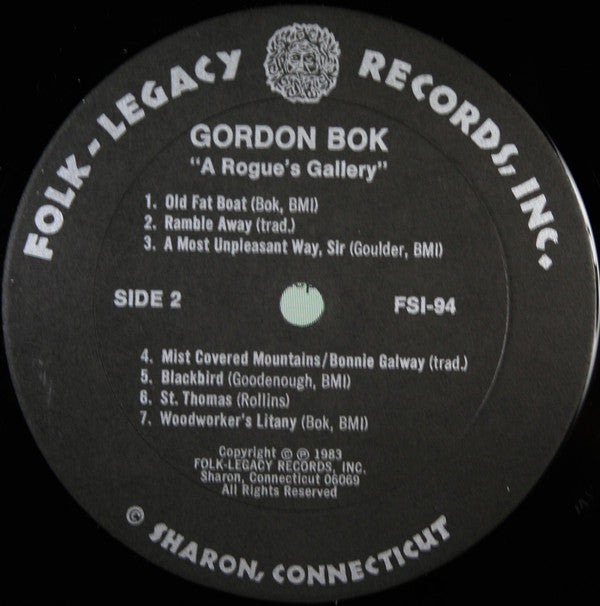 FOLK-LEGACY RECORDS, INC.
GORDON BOK
"A Rogue's Gallery"
1. Old Fat Boat (Bok, BMI)
2. Ramble Away (trad.)
3. A Most Unpleasant Way, Sir (Goulder, BMI)
SIDE 2
FSI-94
4. Mist Covered Mountains/Bonnie Galway (trad.)
5. Blackbird (Goodenough, BMI)
6. St. Thomas (Rollins)
7. Woodworker's Litany (Bok, BMI)
Copyright © ℗ 1983
FOLK-LEGACY RECORDS, INC.
Sharon, Connecticut 06069
All Rights Reserved
© SHARON, CONNECTICUT